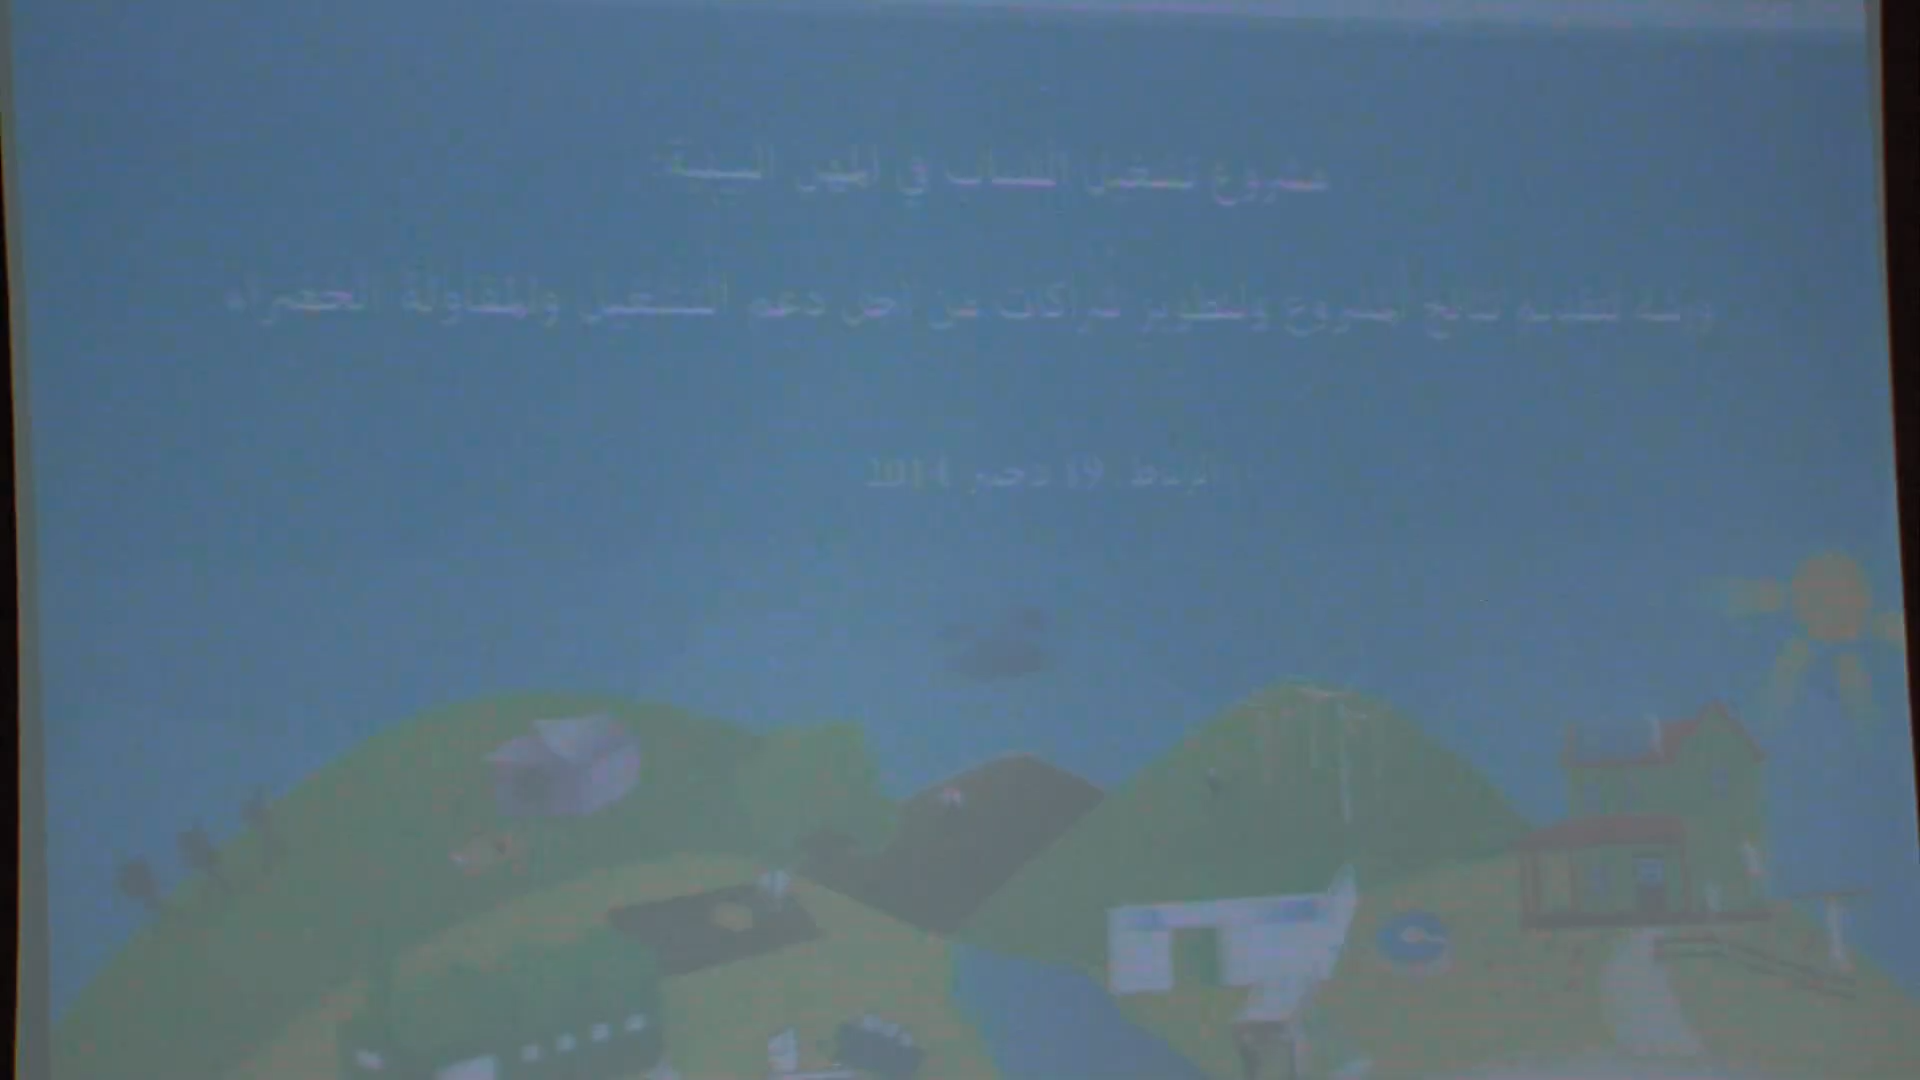 مشروع تشغيل الشباب في المهن البيئية
ورشة لتقديم نتائج المشروع ولتطوير شراكات من اجل دعم التشغيل والمقاولة الخضراء
الرباط، 19 دجنبر 2014